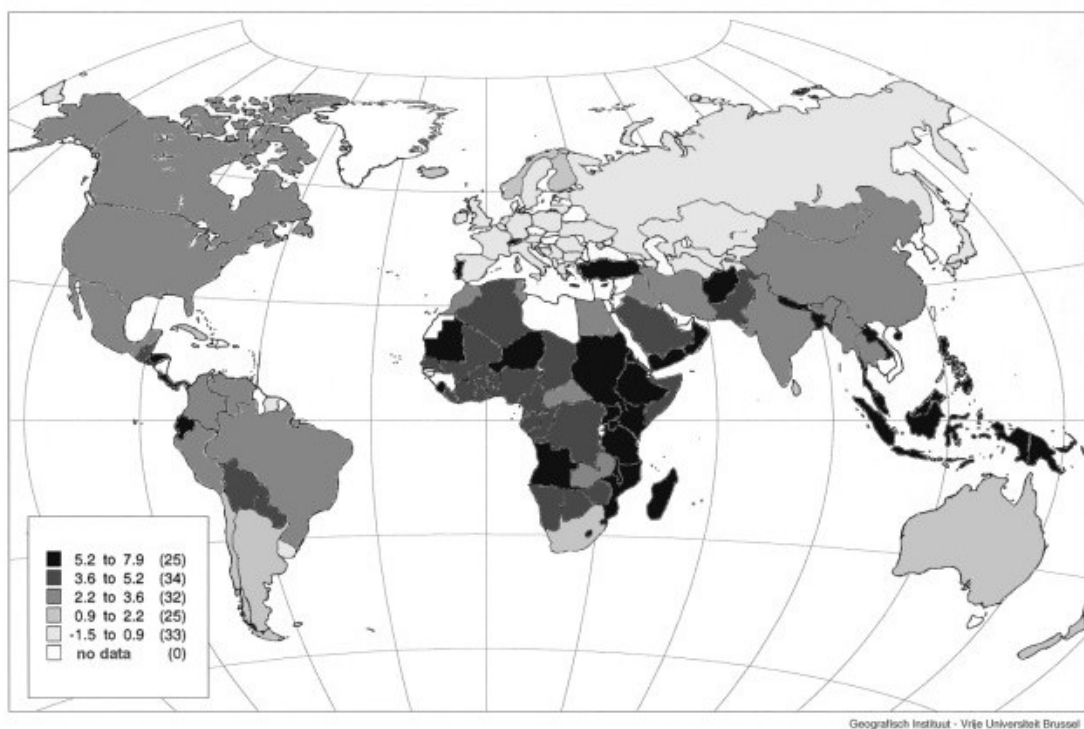 5.2 to 7.9 (25)
3.6 to 5.2 (34)
2.2 to 3.6 (32)
0.9 to 2.2 (25)
-1.5 to 0.9 (33)
no data (0)
Geografisch Instituut - Vrije Universiteit Brussel